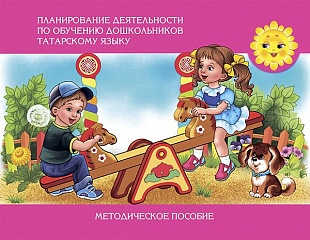 ПЛАНИРОВАНИЕ ДЕЯТЕЛЬНОСТИ
ПО ОБУЧЕНИЮ ДОШКОЛЬНИКОВ
ТАТАРСКОМУ ЯЗЫКУ
МЕТОДИЧЕСКОЕ ПОСОБИЕ